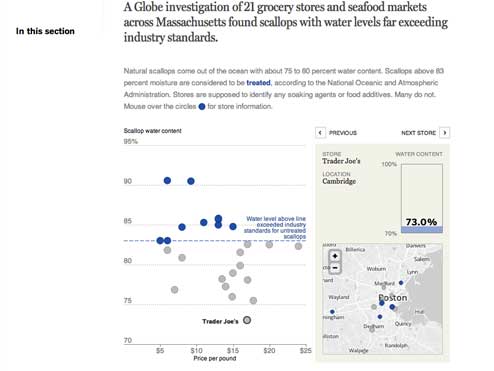 A Globe investigation of 21 grocery stores and seafood markets
across Massachusetts found scallops with water levels far exceeding
industry standards.
In this section
Natural scallops come out of the ocean with about 75 to 80 percent water content. Scallops above 83
percent moisture are considered to be treated, according to the National Oceanic and Atmospheric
Administration. Stores are supposed to identify any soaking agents or food additives. Many do not.
Mouse over the circles for store information.
Scallop water content
95%
90
85
80
75
70
Water level above line
exceeded industry
standards for untreated
scallops
Trader Joe's
$5
$10
$15
$20
$25
Price per pound
< PREVIOUS
NEXT STORE >
STORE
Trader Joe's
LOCATION
Cambridge
WATER CONTENT
100%
73.0%
70%
+
−
Billerica
Danvers
Salem
Woburn
Lynn
Medford
Wayland
Boston
mingham
Hull
Quincy
Dedham
Randolph
Walpole